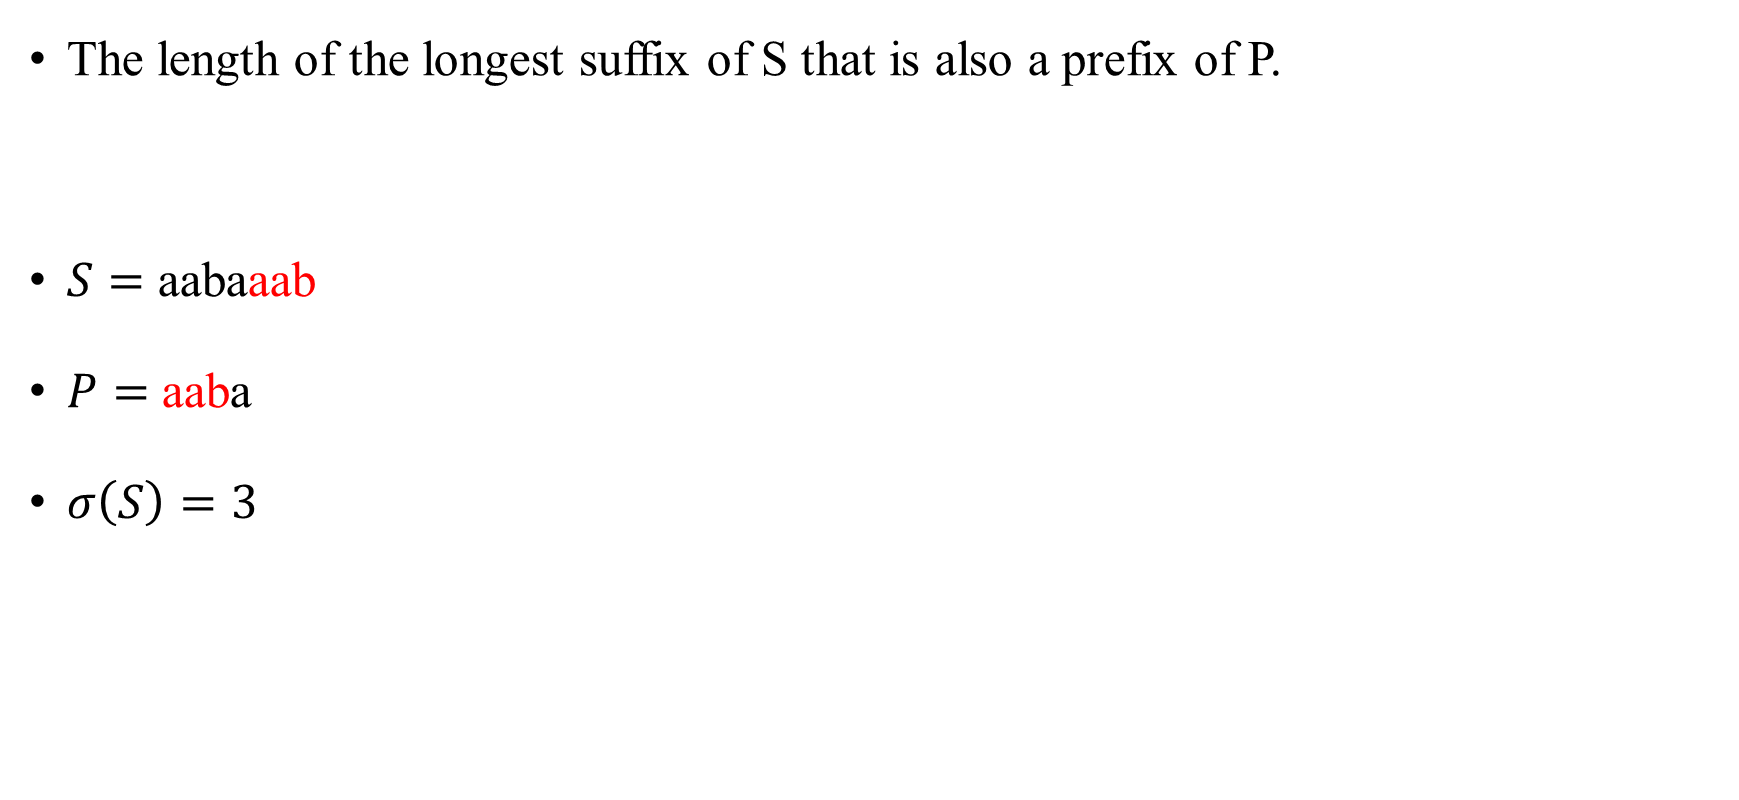 • The length of the longest suffix of S that is also a prefix of P.
• 𝑆 = aabaaab
• 𝑃 = aaba
• 𝜎(𝑆) = 3